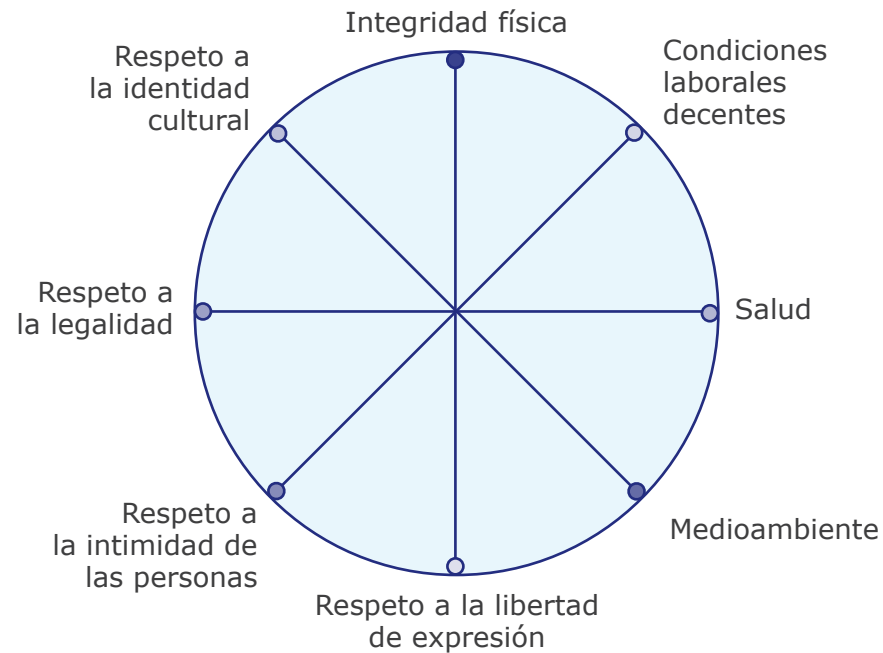 Integridad física
Condiciones
laborales
decentes
Salud
Medioambiente
Respeto a la libertad
de expresión
Respeto a
la intimidad de
las personas
Respeto a
la legalidad
Respeto a
la identidad
cultural